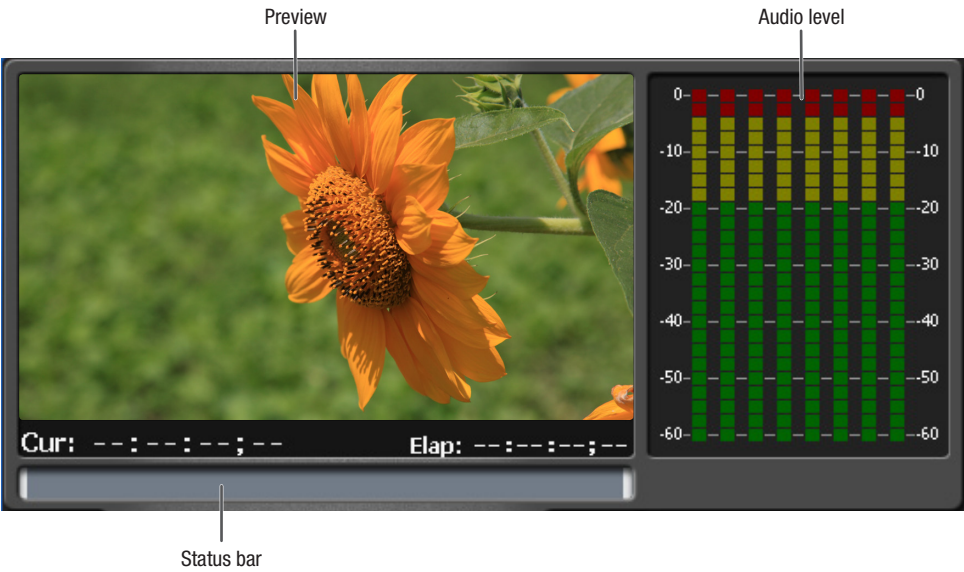 Preview
Audio level
0 0
-10 -10
-20 -20
-30 -30
-40 -40
-50 -50
-60 -60
Cur: --:--:--;--
Elap: --:--:--;--
Status bar